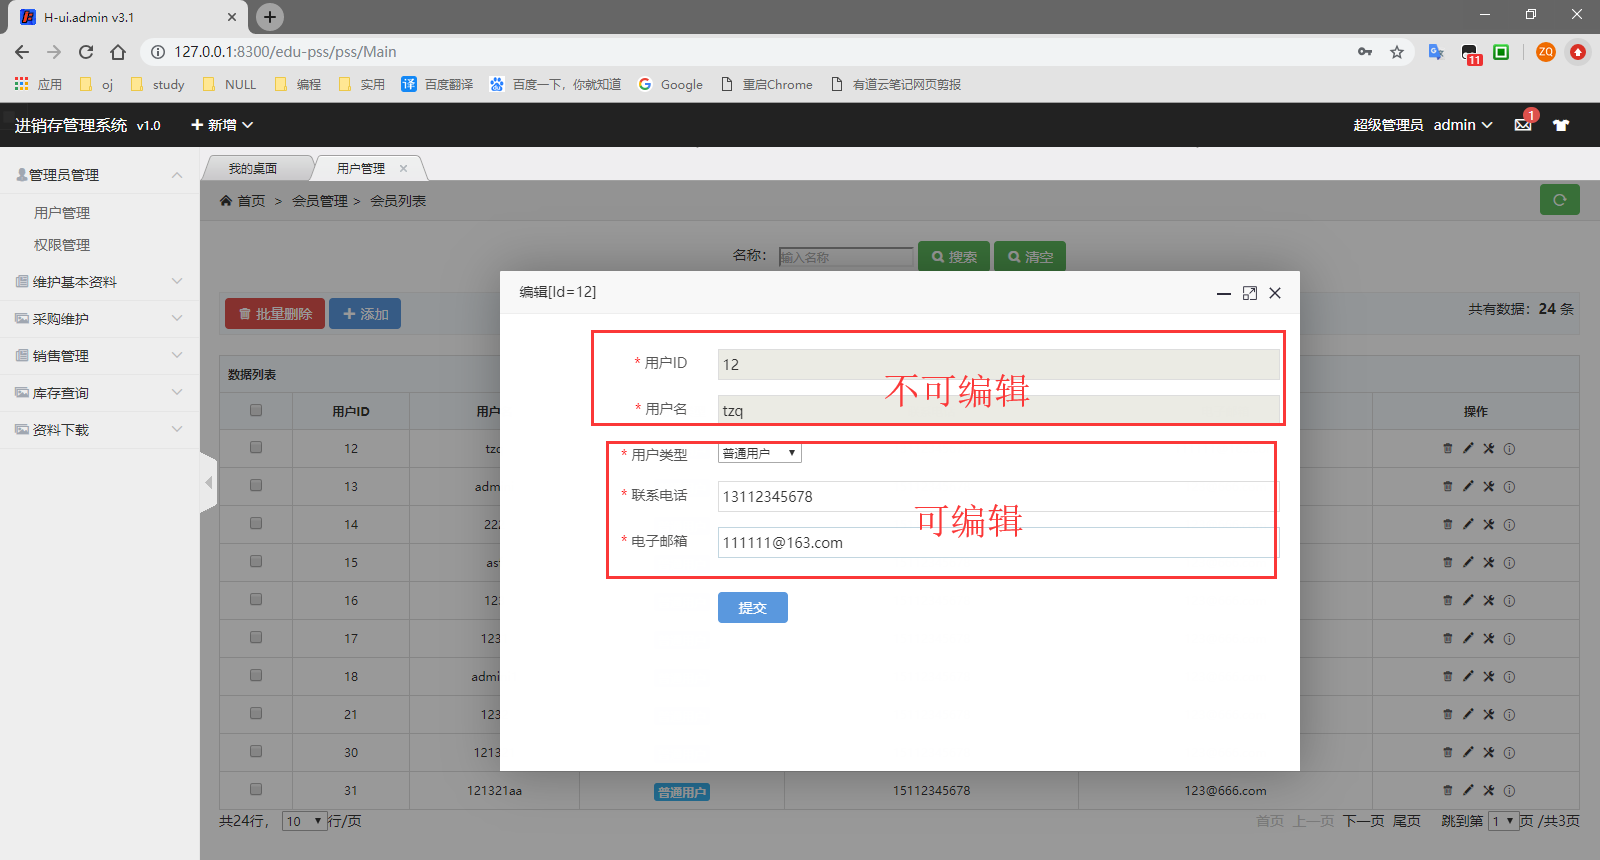 H-ui.admin v3.1
127.0.0.1:8300/edu-pss/pss/Main
ZQ
11
应用 oj study NULL 编程 实用 译 百度翻译 百度一下，你就知道 Google 重启Chrome 有道云笔记网页剪报
进销存管理系统 v1.0 新增 超级管理员 admin 1
管理员管理
用户管理
权限管理
维护基本资料
采购维护
销售管理
库存查询
资料下载
我的桌面 用户管理
首页 > 会员管理 > 会员列表
名称： 输入名称 搜索 清空
批量删除 添加 共有数据：24 条
数据列表
用户ID 用户 操作
12 tzq
13 adm
14 222
15 as
16 12
17 123
18 admi
21 123
30 1213
31 121321aa 普通用户 15112345678 123@666.com
共24行， 10 行/页 首页 上一页 下一页 尾页 跳到第 1 页 /共3页
编辑[Id=12]
* 用户ID 12
不可编辑
* 用户名 tzq
* 用户类型 普通用户
* 联系电话 13112345678
可编辑
* 电子邮箱 111111@163.com
提交